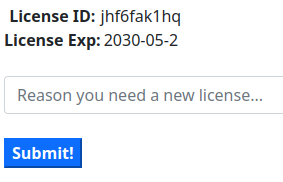 License ID: jhf6fak1hq
License Exp: 2030-05-2
Reason you need a new license...
Submit!